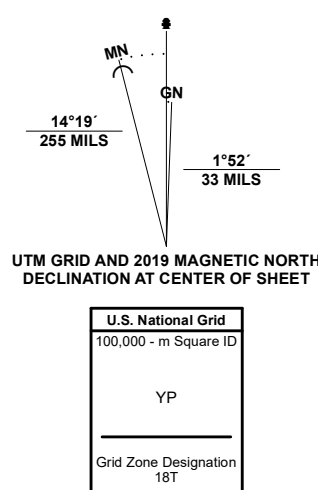 MN
GN
14°19´
255 MILS
1°52´
33 MILS
UTM GRID AND 2019 MAGNETIC NORTH
DECLINATION AT CENTER OF SHEET
U.S. National Grid
100,000 - m Square ID
YP
Grid Zone Designation
18T